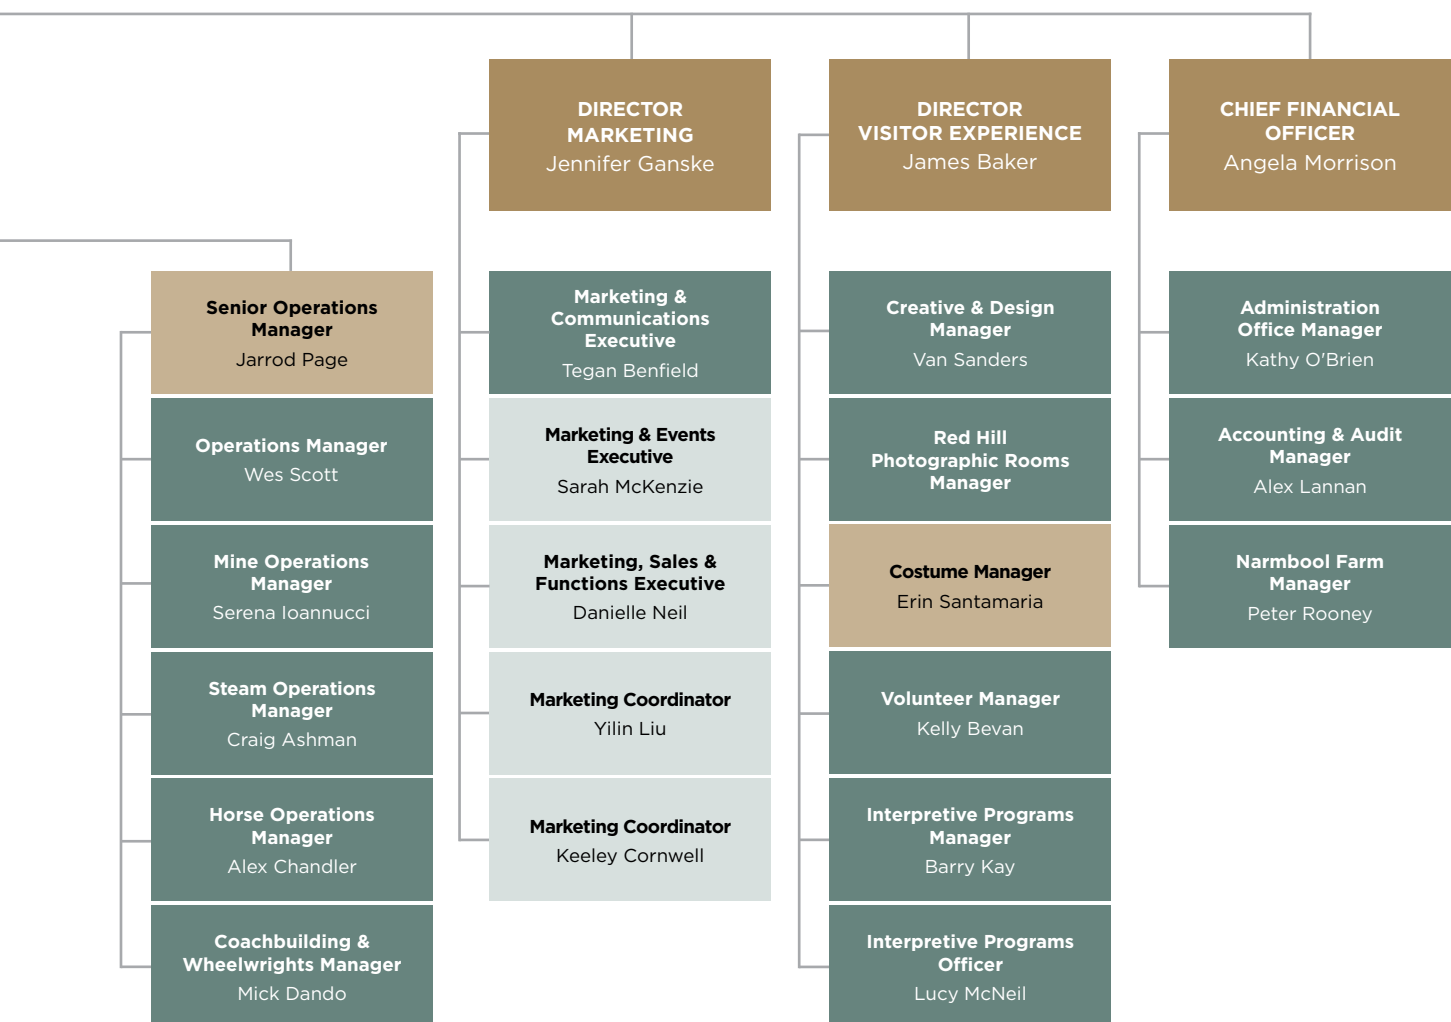 DIRECTOR
MARKETING
Jennifer Ganske
DIRECTOR
VISITOR EXPERIENCE
James Baker
CHIEF FINANCIAL
OFFICER
Angela Morrison
Senior Operations
Manager
Jarrod Page
Operations Manager
Wes Scott
Mine Operations
Manager
Serena Ioannucci
Steam Operations
Manager
Craig Ashman
Horse Operations
Manager
Alex Chandler
Coachbuilding &
Wheelwrights Manager
Mick Dando
Marketing &
Communications
Executive
Tegan Benfield
Marketing & Events
Executive
Sarah McKenzie
Marketing, Sales &
Functions Executive
Danielle Neil
Marketing Coordinator
Yilin Liu
Marketing Coordinator
Keeley Cornwell
Creative & Design
Manager
Van Sanders
Red Hill
Photographic Rooms
Manager
Costume Manager
Erin Santamaria
Volunteer Manager
Kelly Bevan
Interpretive Programs
Manager
Barry Kay
Interpretive Programs
Officer
Lucy McNeil
Administration
Office Manager
Kathy O'Brien
Accounting & Audit
Manager
Alex Lannan
Narmbool Farm
Manager
Peter Rooney